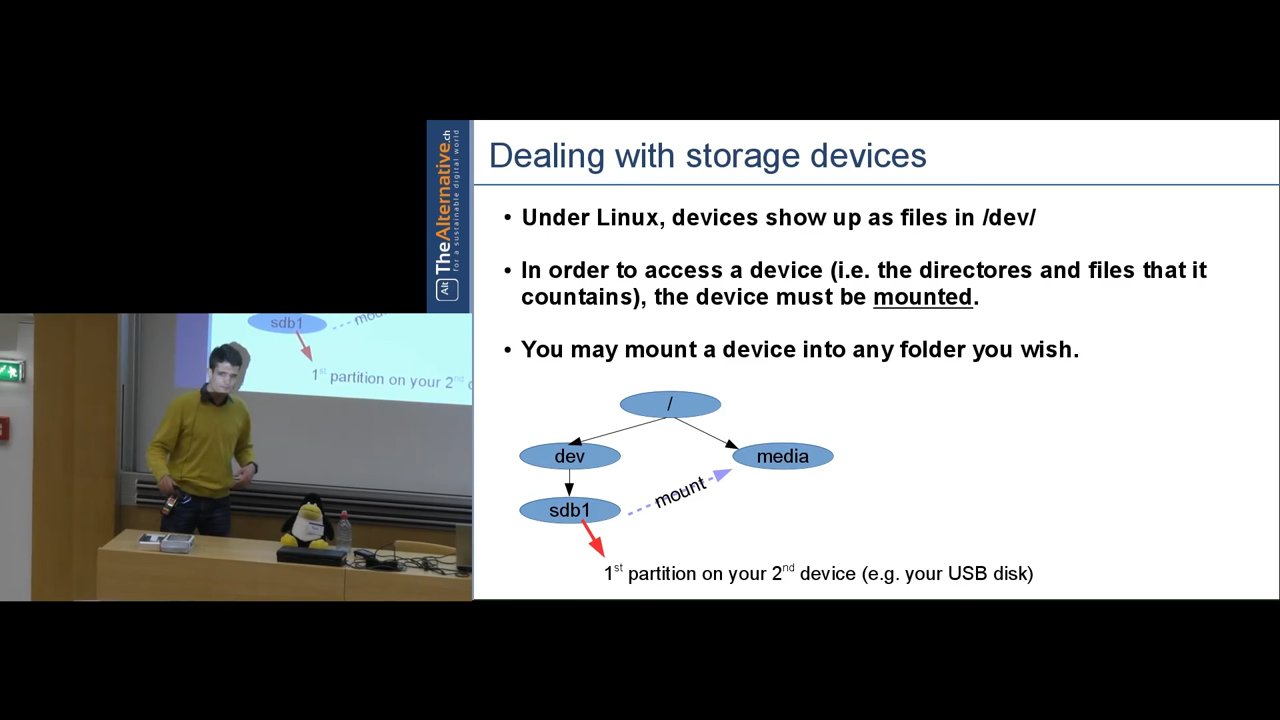 Dealing with storage devices
• Under Linux, devices show up as files in /dev/
• In order to access a device (i.e. the directores and files that it
countains), the device must be mounted.
• You may mount a device into any folder you wish.
/
dev
media
mount
sdb1
1st partition on your 2nd device (e.g. your USB disk)
Alt TheAlternative.ch
for a sustainable digital world
sdb1
1st partition on your 2nd